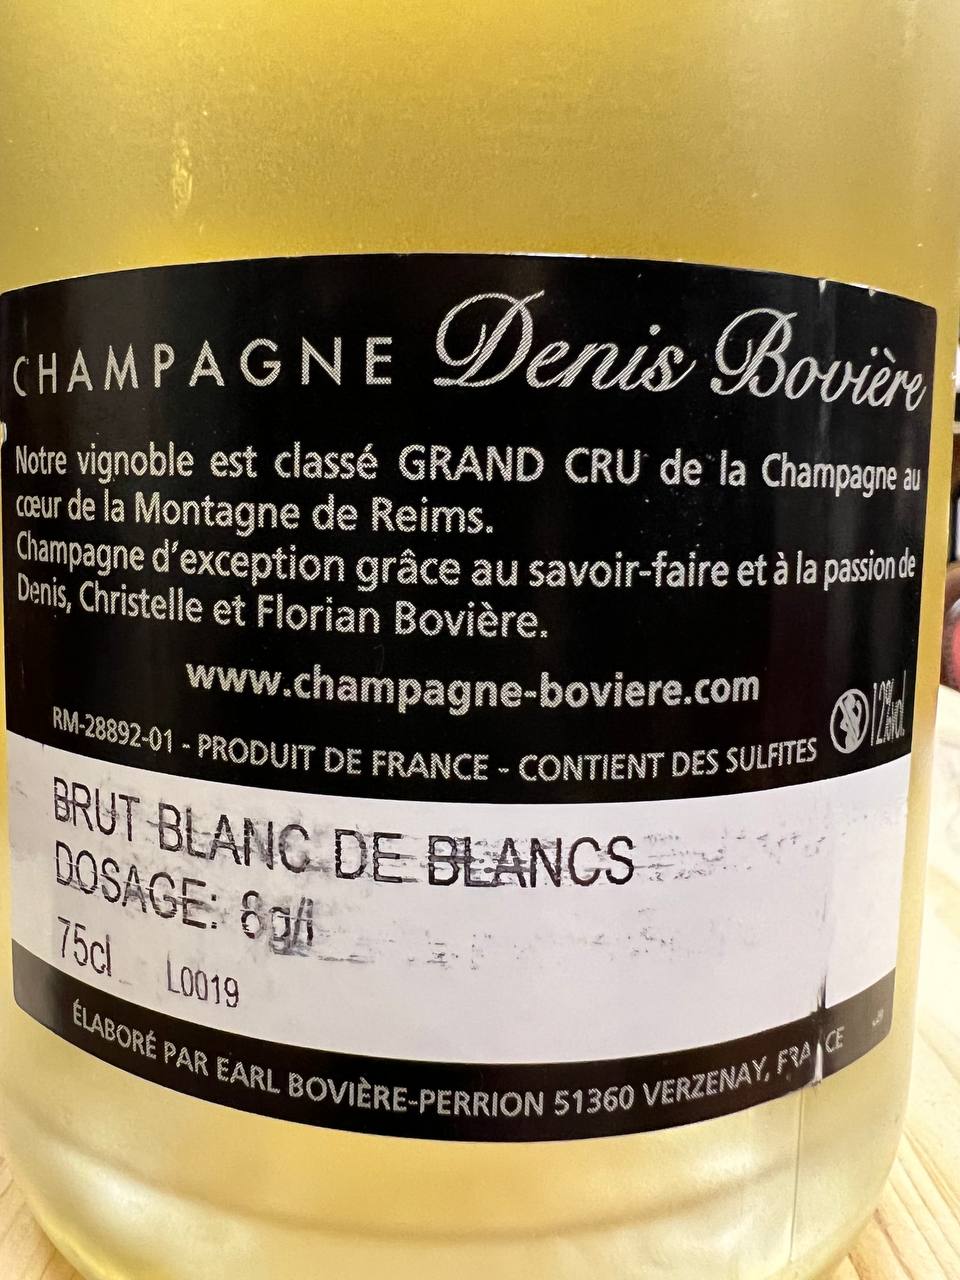 CHAMPAGNE Denis Bovière
Notre vignoble est classé GRAND CRU de la Champagne au
cœur de la Montagne de Reims.
Champagne d'exception grâce au savoir-faire et à la passion de
Denis, Christelle et Florian Bovière.
www.champagne-boviere.com
RM-28892-01 - PRODUIT DE FRANCE - CONTIENT DES SULFITES 12%vol.
BRUT BLANC DE BLANCS
DOSAGE: g/l
75cl L0019
ÉLABORÉ PAR EARL BOVIÈRE-PERRION 51360 VERZENAY, FRANCE